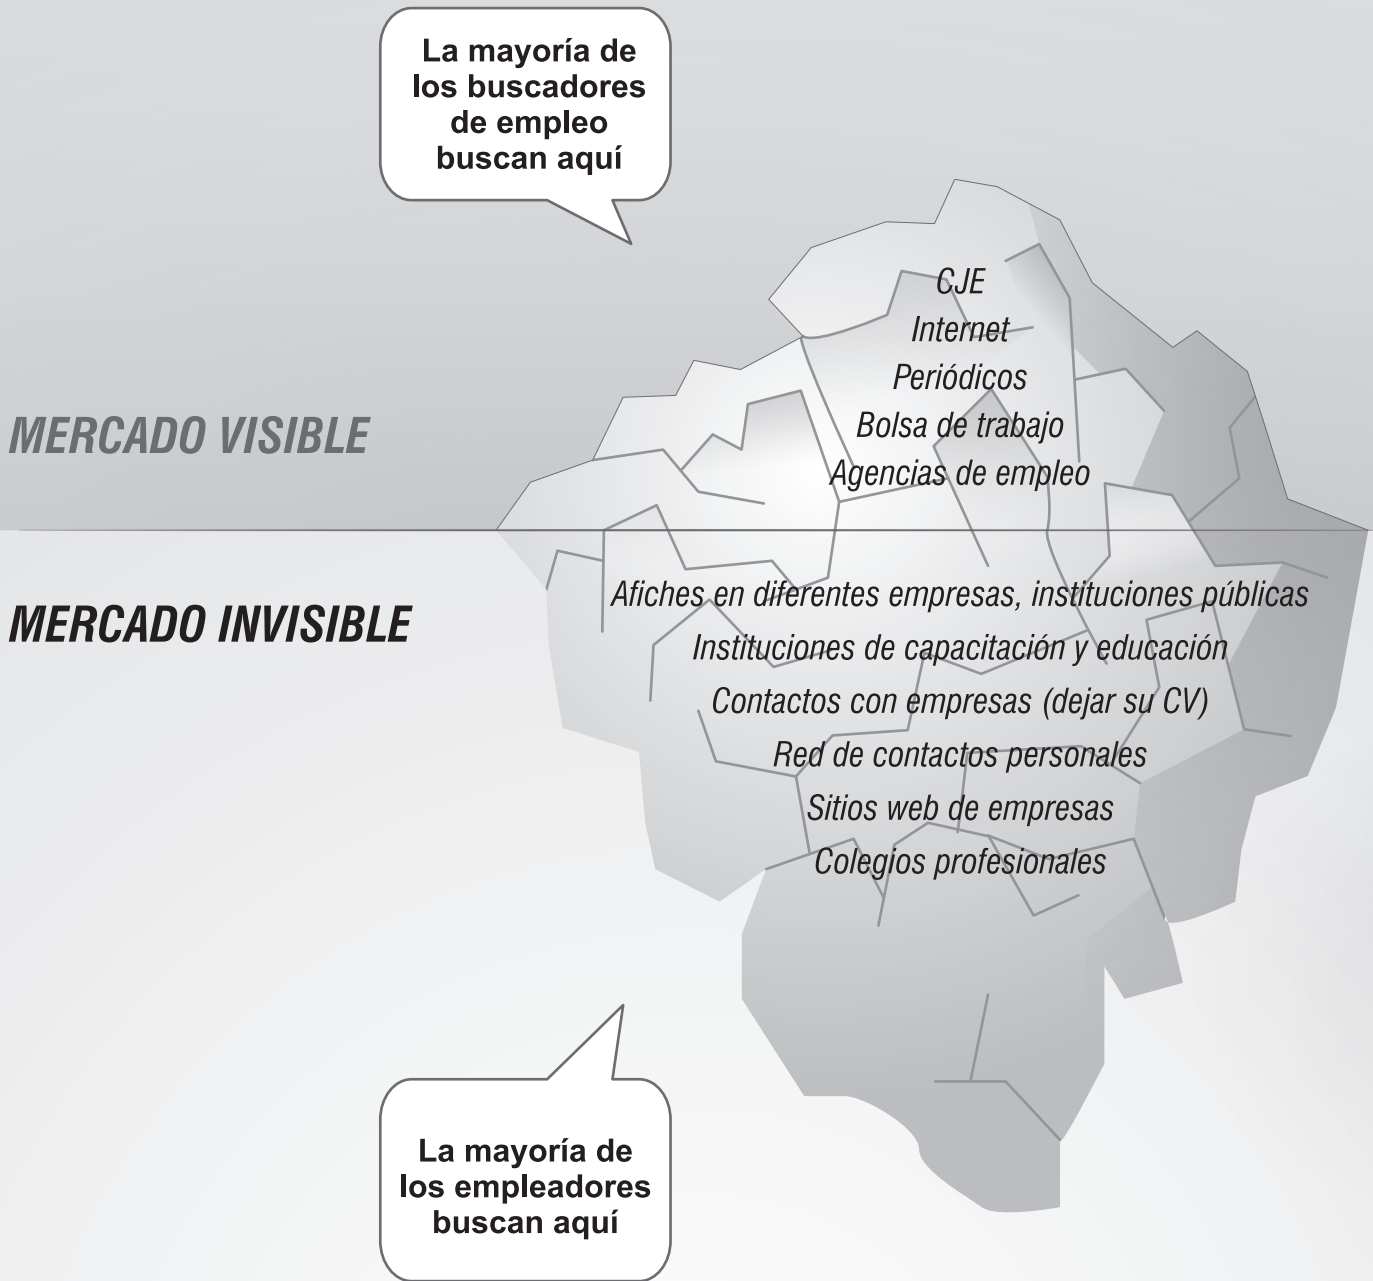 La mayoría de
los buscadores
de empleo
buscan aquí
CJE
Internet
Periódicos
Bolsa de trabajo
Agencias de empleo
MERCADO VISIBLE
MERCADO INVISIBLE
Afiches en diferentes empresas, instituciones públicas
Instituciones de capacitación y educación
Contactos con empresas (dejar su CV)
Red de contactos personales
Sitios web de empresas
Colegios profesionales
La mayoría de
los empleadores
buscan aquí